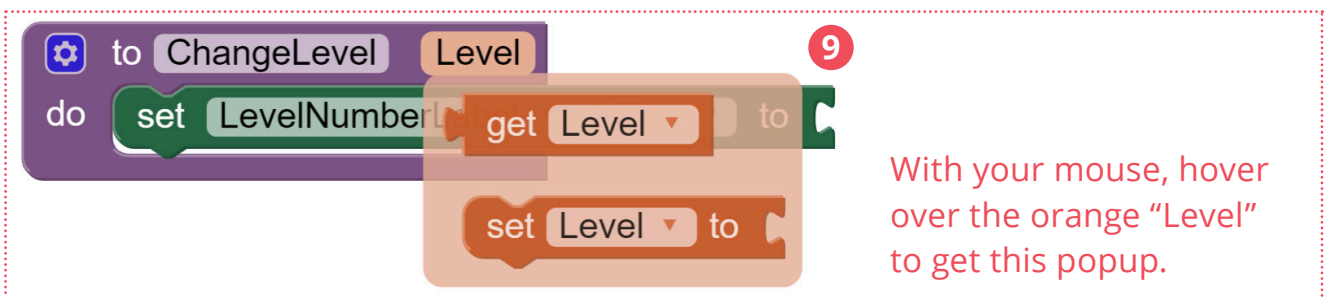 to ChangeLevel Level
9
do set LevelNumberLabel to
get Level
set Level to
With your mouse, hover
over the orange “Level”
to get this popup.